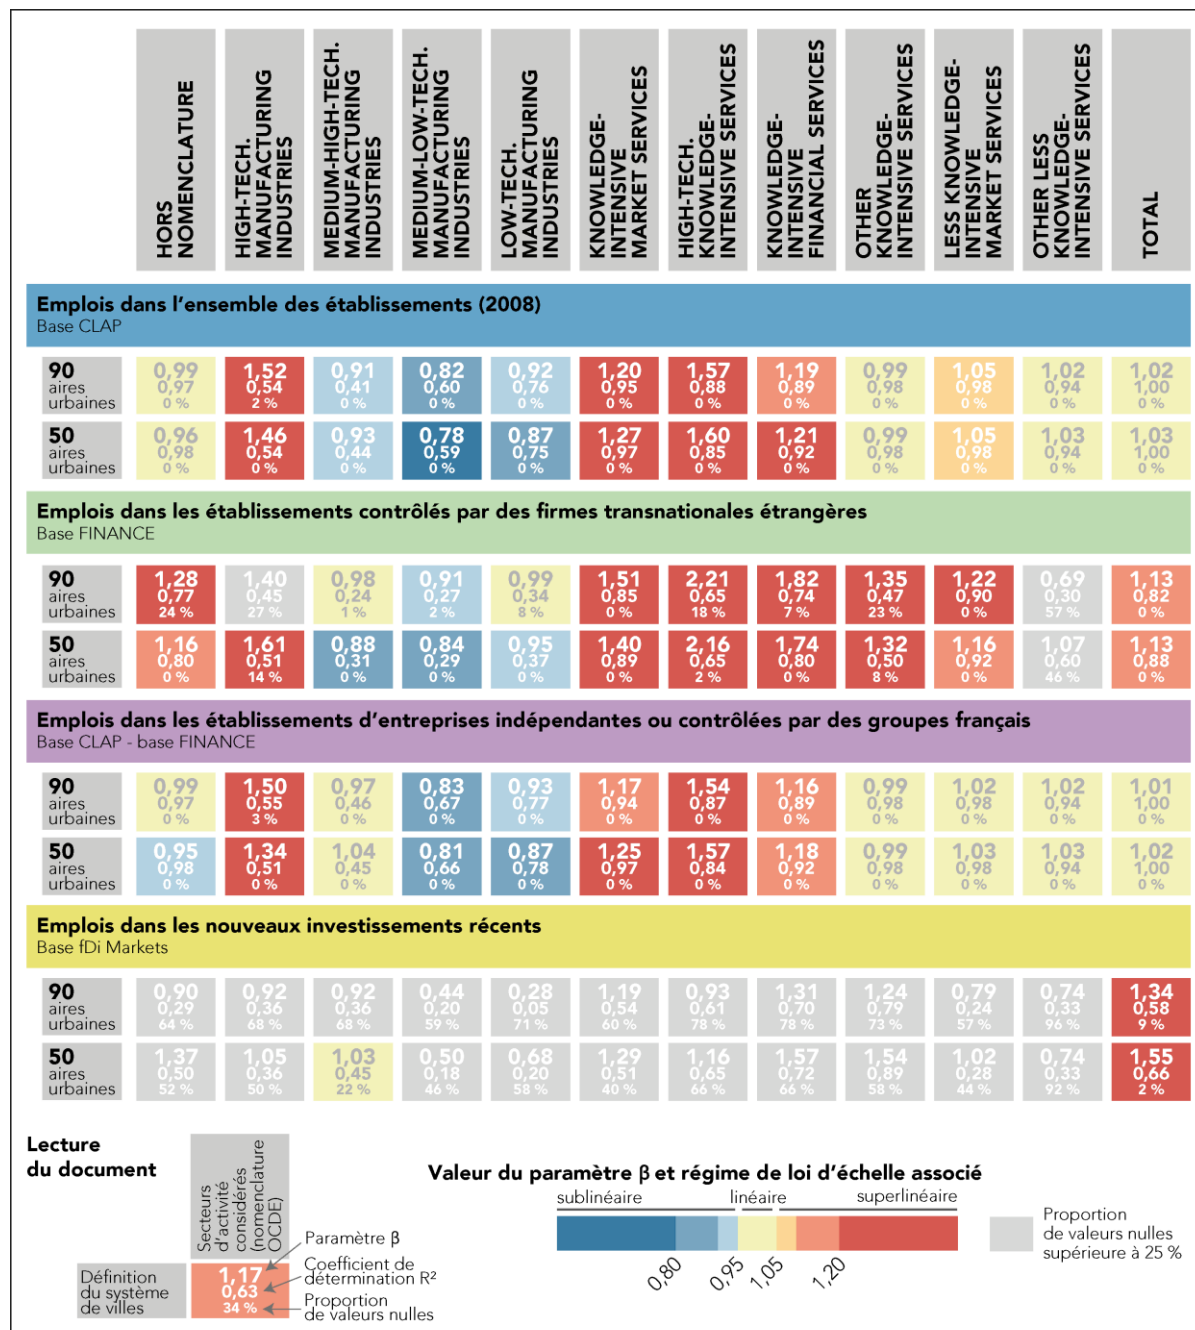 HORS
NOMENCLATURE
HIGH-TECH.
MANUFACTURING
INDUSTRIES
MEDIUM-HIGH-TECH.
MANUFACTURING
INDUSTRIES
MEDIUM-LOW-TECH.
MANUFACTURING
INDUSTRIES
LOW-TECH.
MANUFACTURING
INDUSTRIES
KNOWLEDGE-
INTENSIVE
MARKET SERVICES
HIGH-TECH.
KNOWLEDGE-
INTENSIVE SERVICES
KNOWLEDGE-
INTENSIVE
FINANCIAL SERVICES
OTHER
KNOWLEDGE-
INTENSIVE SERVICES
LESS KNOWLEDGE-
INTENSIVE
MARKET SERVICES
OTHER LESS
KNOWLEDGE-
INTENSIVE SERVICES
TOTAL
Emplois dans l'ensemble des établissements (2008)
Base CLAP
90 0,99 1,52 0,91 0,82 0,92 1,20 1,57 1,19 0,99 1,05 1,02 1,02
aires 0,97 0,54 0,41 0,60 0,76 0,95 0,88 0,89 0,98 0,98 0,94 1,00
urbaines 0 % 2 % 0 % 0 % 0 % 0 % 0 % 0 % 0 % 0 % 0 % 0 %
50 0,96 1,46 0,93 0,78 0,87 1,27 1,60 1,21 0,99 1,05 1,03 1,03
aires 0,98 0,54 0,44 0,59 0,75 0,97 0,85 0,92 0,98 0,98 0,94 1,00
urbaines 0 % 0 % 0 % 0 % 0 % 0 % 0 % 0 % 0 % 0 % 0 % 0 %
Emplois dans les établissements contrôlés par des firmes transnationales étrangères
Base FINANCE
90 1,28 1,40 0,98 0,91 0,99 1,51 2,21 1,82 1,35 1,22 0,69 1,13
aires 0,77 0,45 0,24 0,27 0,34 0,85 0,65 0,74 0,47 0,90 0,30 0,82
urbaines 24 % 27 % 1 % 2 % 8 % 0 % 18 % 7 % 23 % 0 % 57 % 0 %
50 1,16 1,61 0,88 0,84 0,95 1,40 2,16 1,74 1,32 1,16 1,07 1,13
aires 0,80 0,51 0,31 0,29 0,37 0,89 0,65 0,80 0,50 0,92 0,60 0,88
urbaines 0 % 14 % 0 % 0 % 0 % 0 % 2 % 0 % 8 % 0 % 46 % 0 %
Emplois dans les établissements d'entreprises indépendantes ou contrôlées par des groupes français
Base CLAP - base FINANCE
90 0,99 1,50 0,97 0,83 0,93 1,17 1,54 1,16 0,99 1,02 1,02 1,01
aires 0,97 0,55 0,46 0,67 0,77 0,94 0,87 0,89 0,98 0,98 0,94 1,00
urbaines 0 % 3 % 0 % 0 % 0 % 0 % 0 % 0 % 0 % 0 % 0 % 0 %
50 0,95 1,34 1,04 0,81 0,87 1,25 1,57 1,18 0,99 1,03 1,03 1,02
aires 0,98 0,51 0,45 0,66 0,78 0,97 0,84 0,92 0,98 0,98 0,94 1,00
urbaines 0 % 0 % 0 % 0 % 0 % 0 % 0 % 0 % 0 % 0 % 0 % 0 %
Emplois dans les nouveaux investissements récents
Base fDi Markets
90 0,90 0,92 0,92 0,44 0,28 1,19 0,93 1,31 1,24 0,79 0,74 1,34
aires 0,29 0,36 0,36 0,20 0,05 0,54 0,61 0,70 0,79 0,24 0,33 0,58
urbaines 64 % 68 % 68 % 59 % 71 % 60 % 78 % 78 % 73 % 57 % 96 % 9 %
50 1,37 1,05 1,03 0,50 0,68 1,29 1,16 1,57 1,54 1,02 0,74 1,55
aires 0,50 0,36 0,45 0,18 0,20 0,51 0,65 0,72 0,89 0,28 0,33 0,66
urbaines 52 % 50 % 22 % 46 % 58 % 40 % 66 % 66 % 58 % 44 % 92 % 2 %
Lecture
du document
Secteurs
d'activité
considérés
(nomenclature
OCDE)
Définition
du système
de villes
1,17
0,63
34 %
Paramètre β
Coefficient de
détermination R²
Proportion
de valeurs nulles
Valeur du paramètre β et régime de loi d'échelle associé
sublinéaire linéaire superlinéaire
0,80 0,95 1,05 1,20
Proportion
de valeurs nulles
supérieure à 25 %